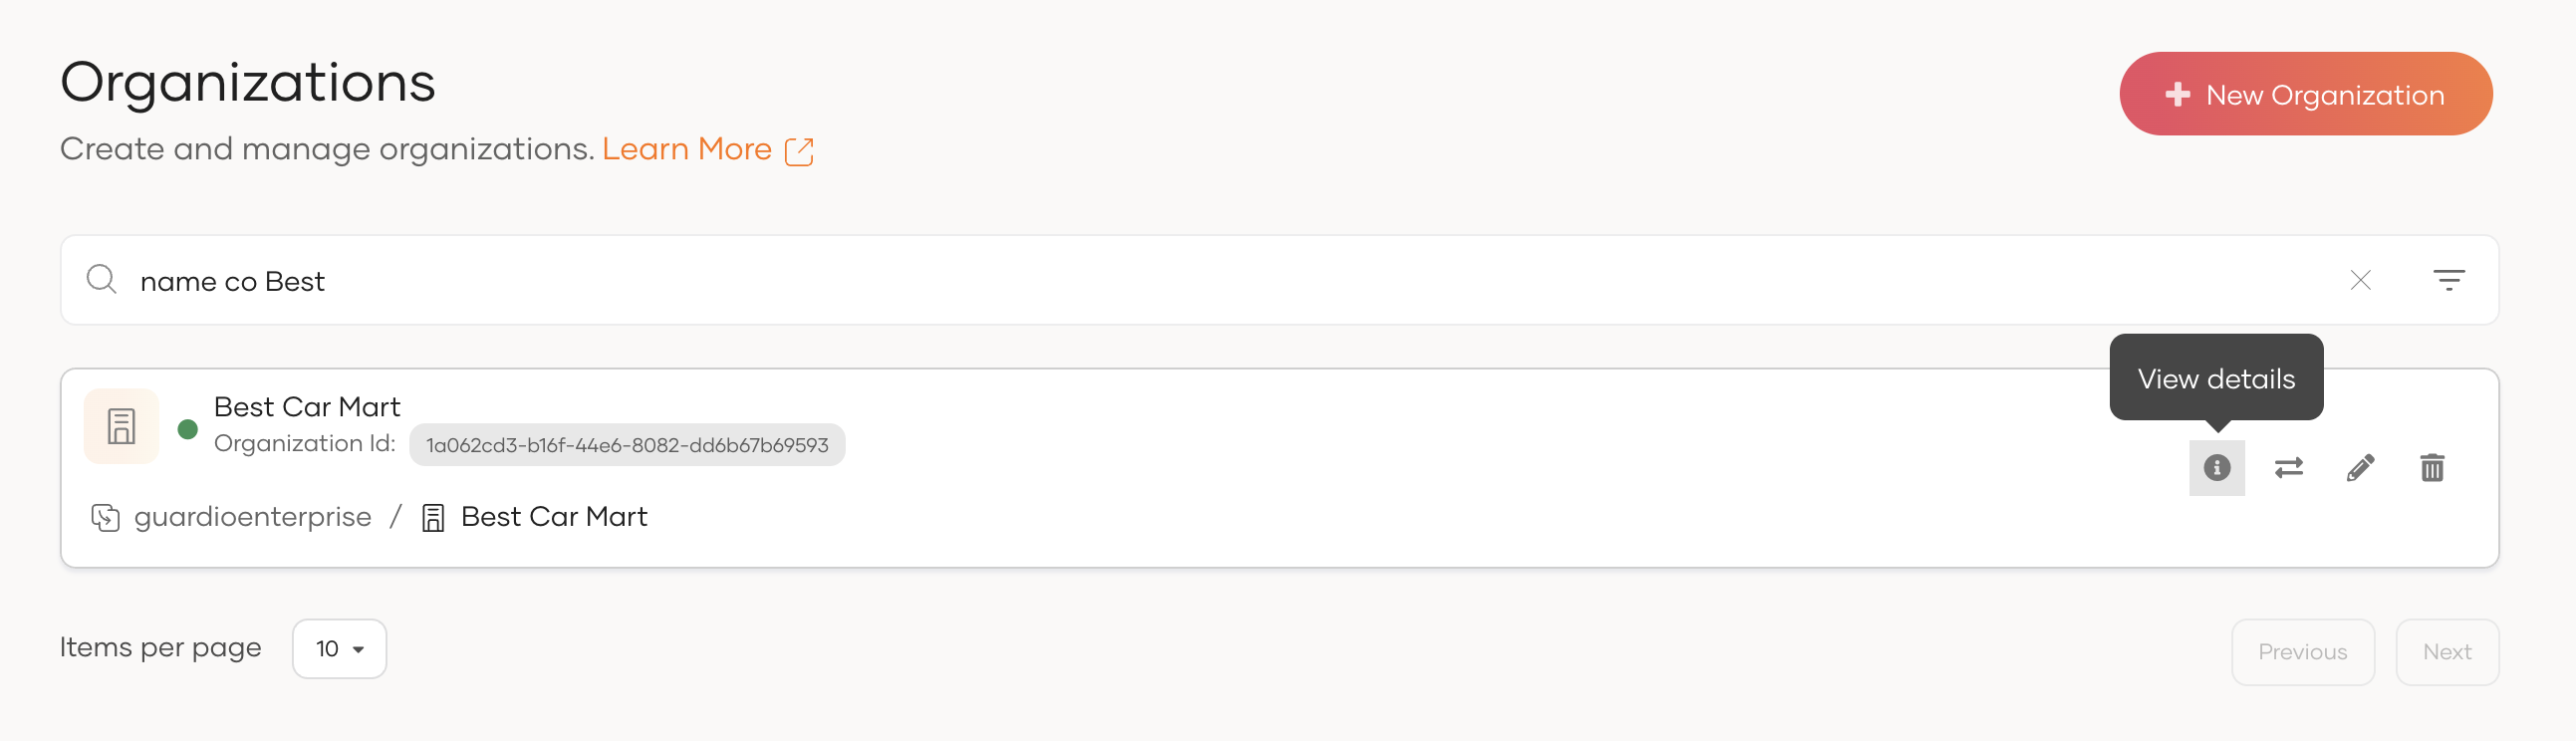 Organizations
Create and manage organizations. Learn More
New Organization
name co Best
View details
Best Car Mart
Organization Id: 1a062cd3-b16f-44e6-8082-dd6b67b69593
guardioenterprise / Best Car Mart
Items per page 10
Previous Next